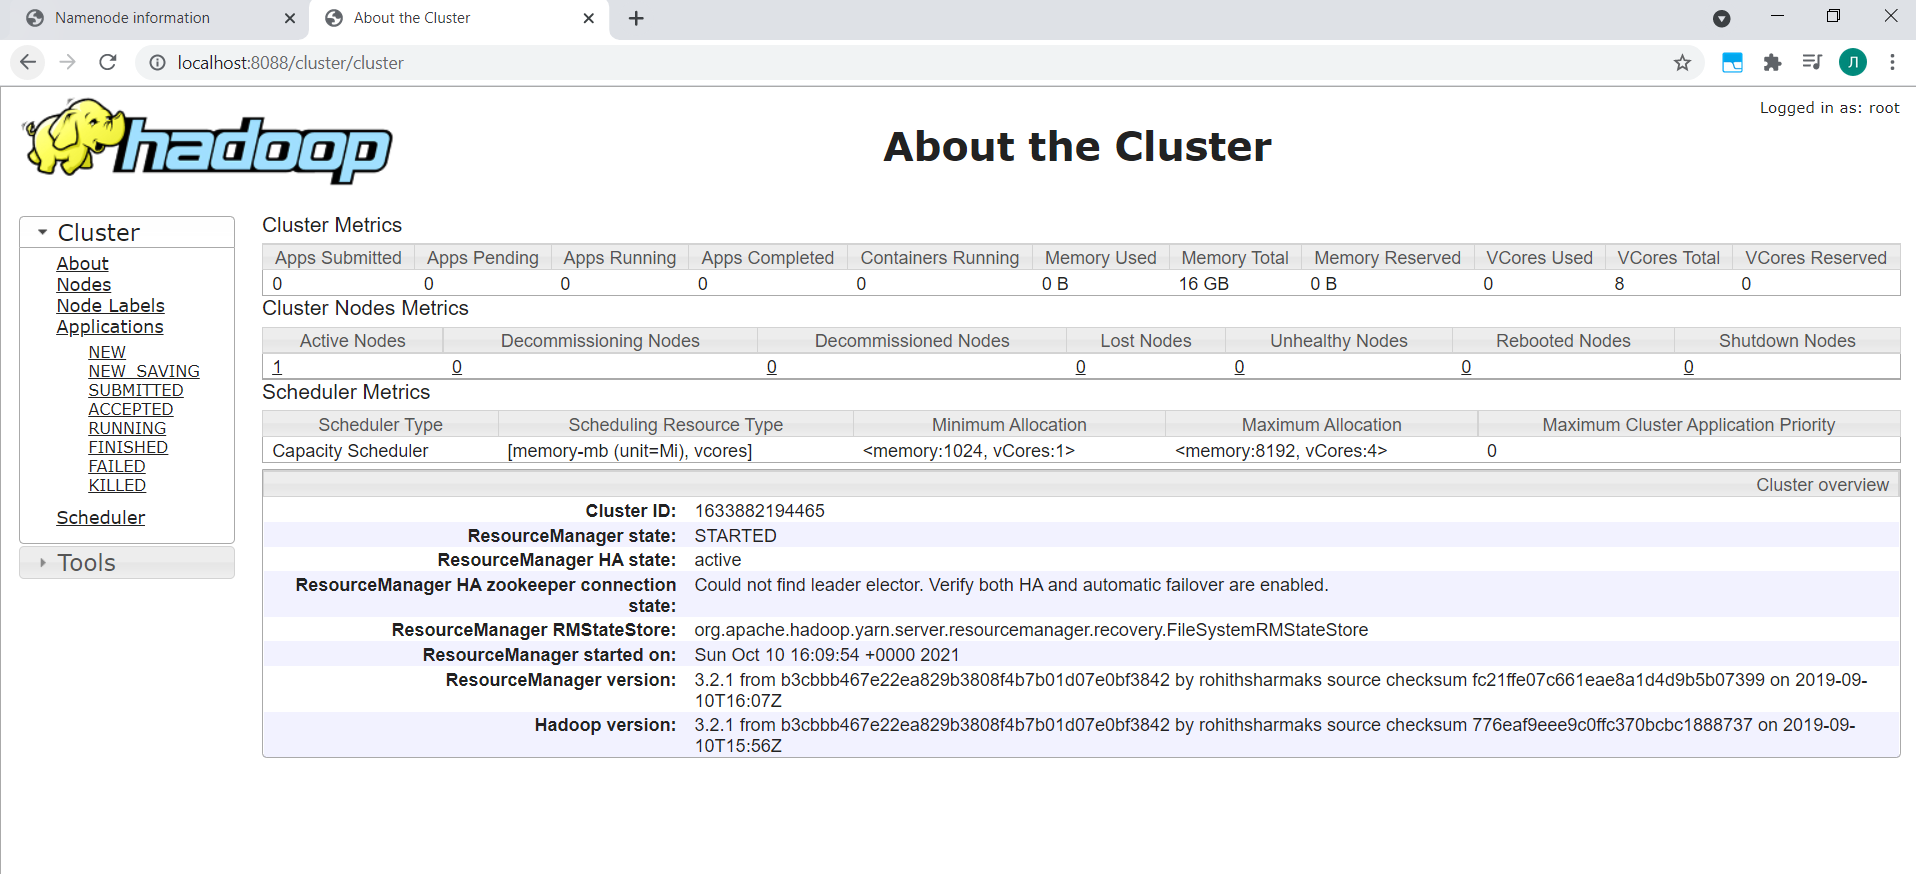 Namenode information
About the Cluster
localhost:8088/cluster/cluster
Л
Logged in as: root
hadoop
About the Cluster
Cluster
About
Nodes
Node Labels
Applications
NEW
NEW_SAVING
SUBMITTED
ACCEPTED
RUNNING
FINISHED
FAILED
KILLED
Scheduler
Tools
Cluster Metrics
Apps Submitted Apps Pending Apps Running Apps Completed Containers Running Memory Used Memory Total Memory Reserved VCores Used VCores Total VCores Reserved
0 0 0 0 0 0 B 16 GB 0 B 0 8 0
Cluster Nodes Metrics
Active Nodes Decommissioning Nodes Decommissioned Nodes Lost Nodes Unhealthy Nodes Rebooted Nodes Shutdown Nodes
1 0 0 0 0 0 0
Scheduler Metrics
Scheduler Type Scheduling Resource Type Minimum Allocation Maximum Allocation Maximum Cluster Application Priority
Capacity Scheduler [memory-mb (unit=Mi), vcores] <memory:1024, vCores:1> <memory:8192, vCores:4> 0
Cluster overview
Cluster ID: 1633882194465
ResourceManager state: STARTED
ResourceManager HA state: active
ResourceManager HA zookeeper connection state: Could not find leader elector. Verify both HA and automatic failover are enabled.
ResourceManager RMStateStore: org.apache.hadoop.yarn.server.resourcemanager.recovery.FileSystemRMStateStore
ResourceManager started on: Sun Oct 10 16:09:54 +0000 2021
ResourceManager version: 3.2.1 from b3cbbb467e22ea829b3808f4b7b01d07e0bf3842 by rohithsharmaks source checksum fc21ffe07c661eae8a1d4d9b5b07399 on 2019-09-
10T16:07Z
Hadoop version: 3.2.1 from b3cbbb467e22ea829b3808f4b7b01d07e0bf3842 by rohithsharmaks source checksum 776eaf9eee9c0ffc370bcbc1888737 on 2019-09-
10T15:56Z